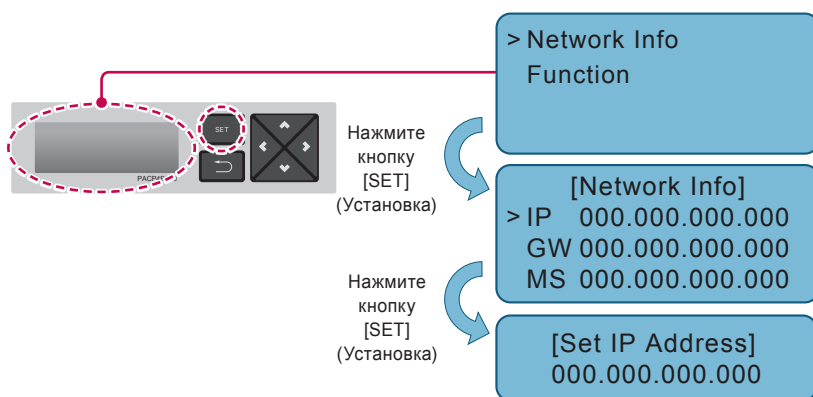 > Network Info
Function
SET
Нажмите
кнопку
[SET]
(Установка)
[Network Info]
> IP 000.000.000.000
GW 000.000.000.000
MS 000.000.000.000
Нажмите
кнопку
[SET]
(Установка)
[Set IP Address]
000.000.000.000